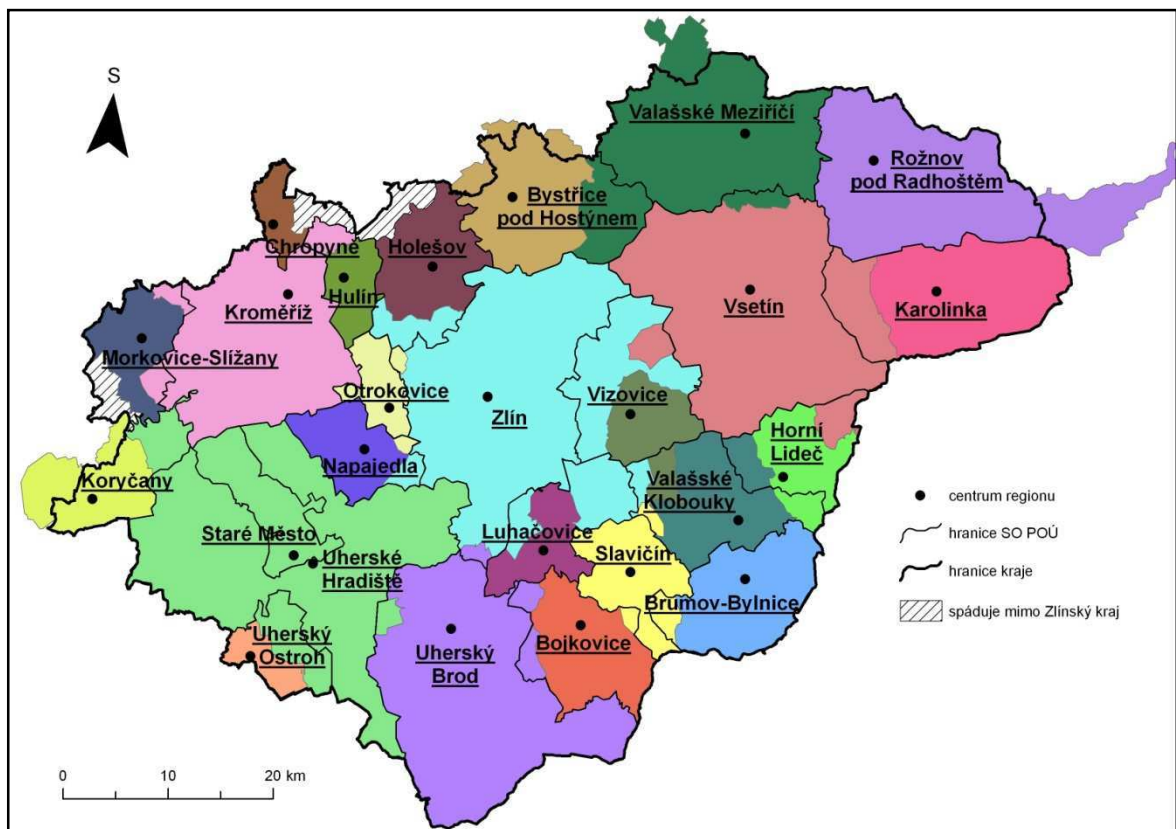 S
Valašské Meziříčí
Rožnov
pod Radhoštěm
Bystřice
pod Hostýnem
Chropyně
Holešov
Hulín
Kroměříž
Vsetín
Karolinka
Morkovice-Slížany
Otrokovice
Zlín
Vizovice
Napajedla
Horní
Lideč
Koryčany
Valašské
Klobouky
Staré Město
Uherské
Hradiště
Luhačovice
Slavičín
Brumov-Bylnice
Uherský
Ostroh
Uherský
Brod
Bojkovice
centrum regionu
hranice SO POÚ
hranice kraje
spáduje mimo Zlínský kraj
0 10 20 km